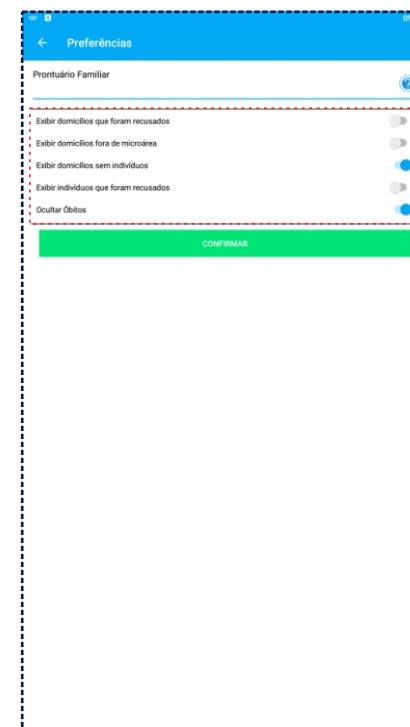 Preferências
Prontuário Familiar
Exibir domicílios que foram recusados
Exibir domicílios fora de microárea
Exibir domicílios sem indivíduos
Exibir indivíduos que foram recusados
Ocultar Óbitos
CONFIRMAR